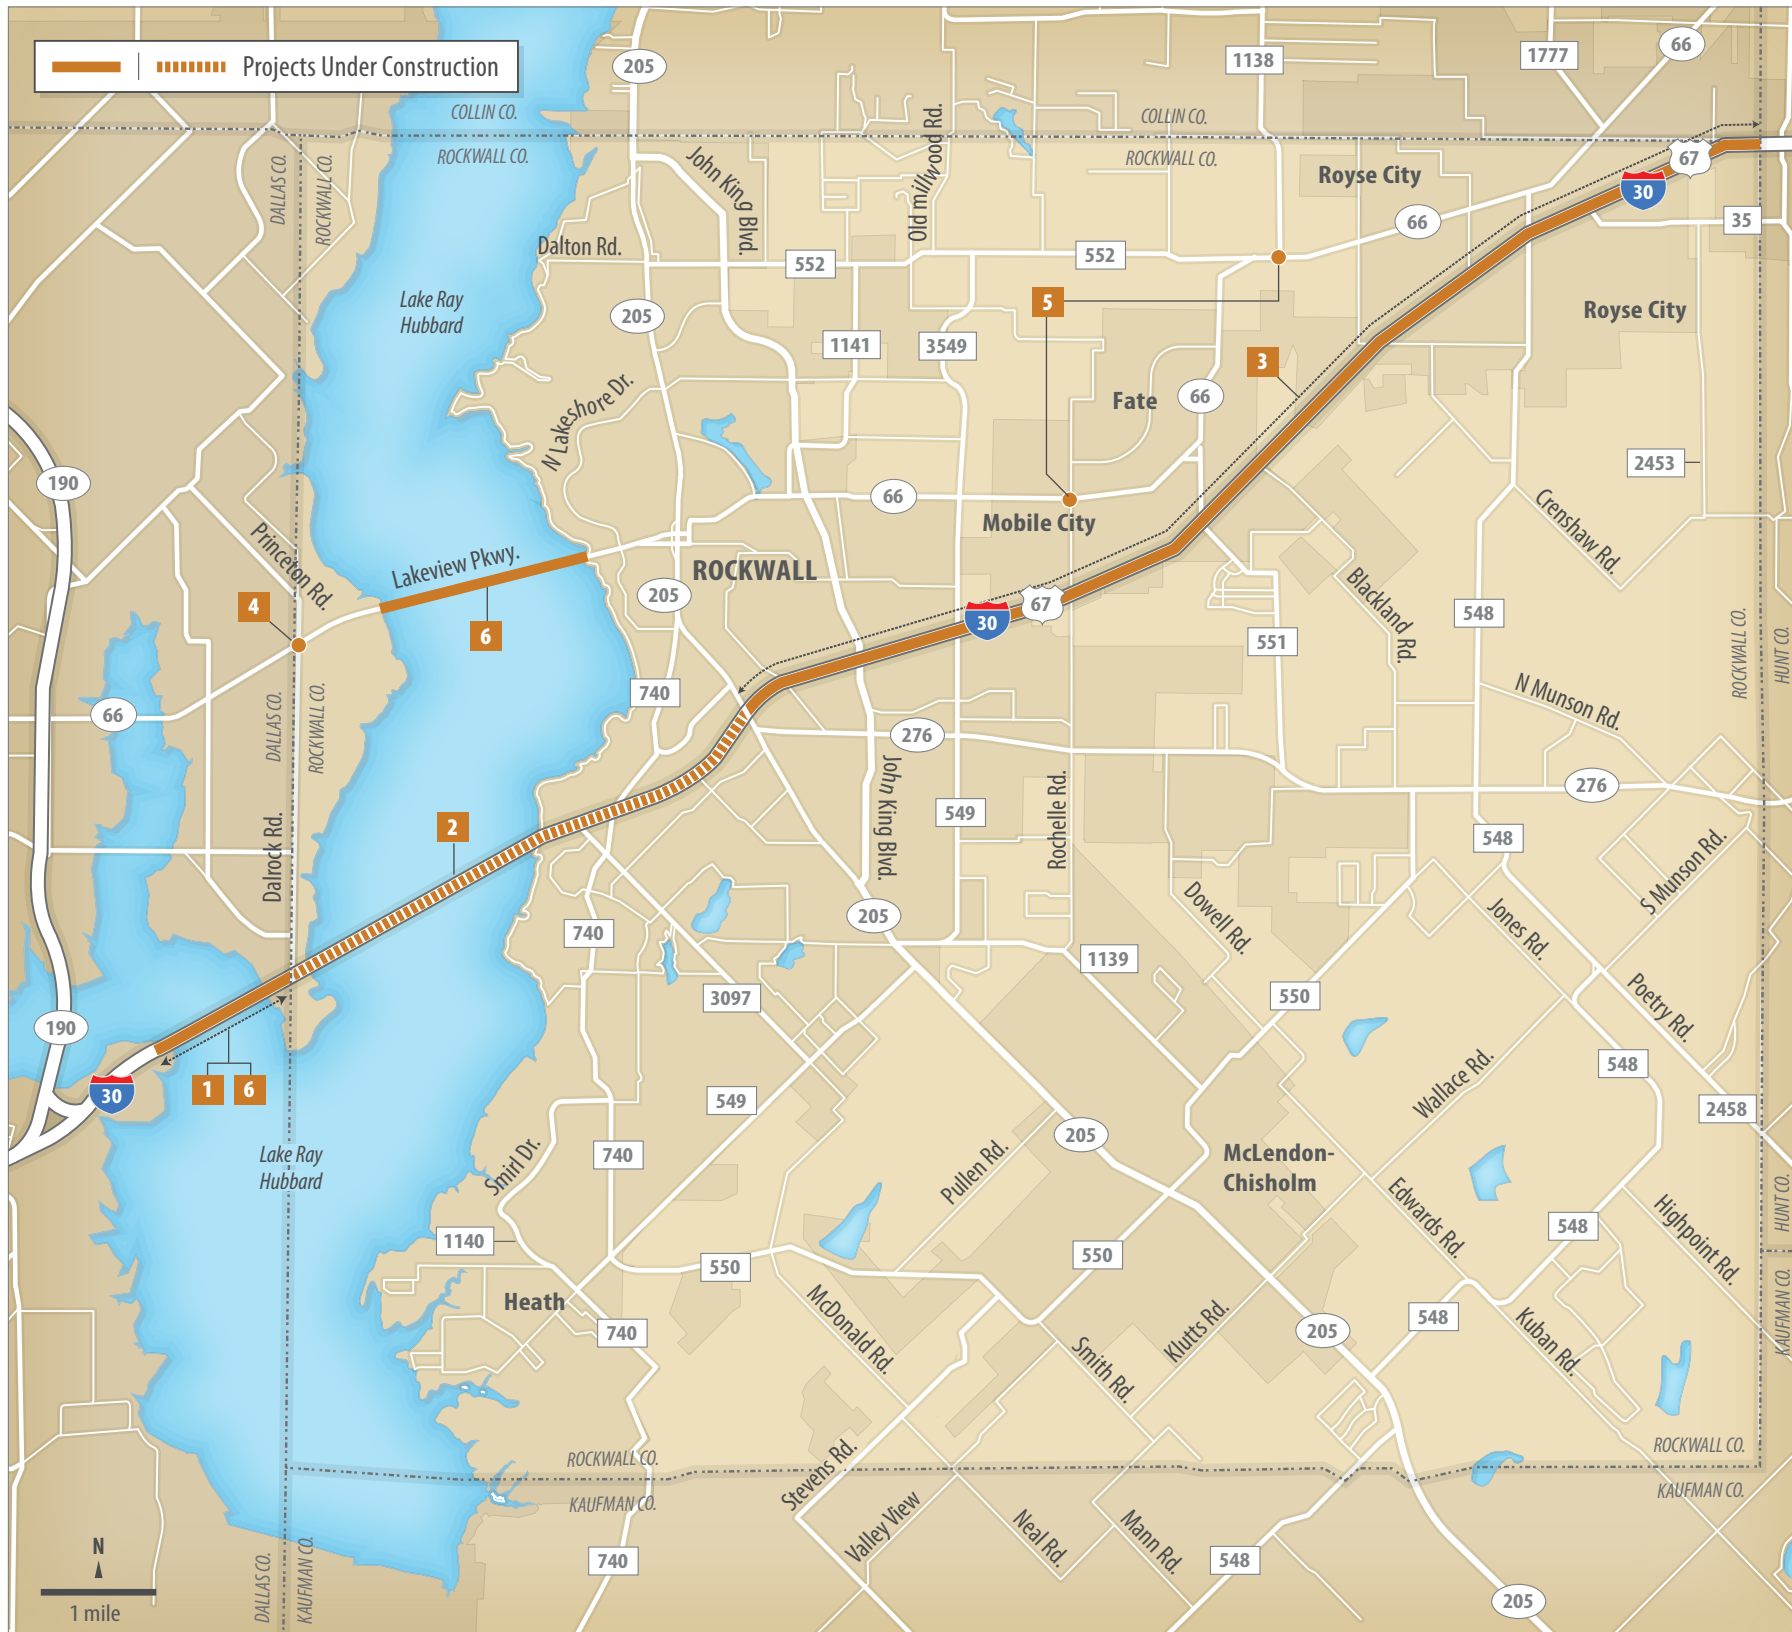 Projects Under Construction
205
1138
1777
66
COLLIN CO.
COLLIN CO.
ROCKWALL CO.
ROCKWALL CO.
DALLAS CO.
ROCKWALL CO.
John King Blvd.
Old millwood Rd.
Royse City
67
30
35
66
Dalton Rd.
552
552
Lake Ray
Hubbard
205
5
Royse City
1141
3549
3
N Lakeshore Dr.
Fate
66
190
66
2453
Mobile City
Crenshaw Rd.
Princeton Rd.
Lakeview Pkwy.
ROCKWALL
4
6
205
67
30
Blackland Rd.
548
551
ROCKWALL CO.
HUNT CO.
740
66
DALLAS CO.
ROCKWALL CO.
276
N Munson Rd.
276
John King Blvd.
Rochelle Rd.
549
2
548
Dalrock Rd.
S Munson Rd.
205
Dowell Rd.
Jones Rd.
740
1139
3097
550
Poetry Rd.
190
30
1
6
549
Wallace Rd.
548
2458
205
740
Lake Ray
Hubbard
Smirl Dr.
Pullen Rd.
McLendon-
Chisholm
Edwards Rd.
Highpoint Rd.
HUNT CO.
KAUFMAN CO.
548
1140
550
550
Heath
740
McDonald Rd.
Smith Rd.
Klutts Rd.
205
548
Kuban Rd.
ROCKWALL CO.
KAUFMAN CO.
ROCKWALL CO.
KAUFMAN CO.
Stevens Rd.
Valley View
Neal Rd.
Mann Rd.
N
1 mile
DALLAS CO.
KAUFMAN CO.
740
548
205